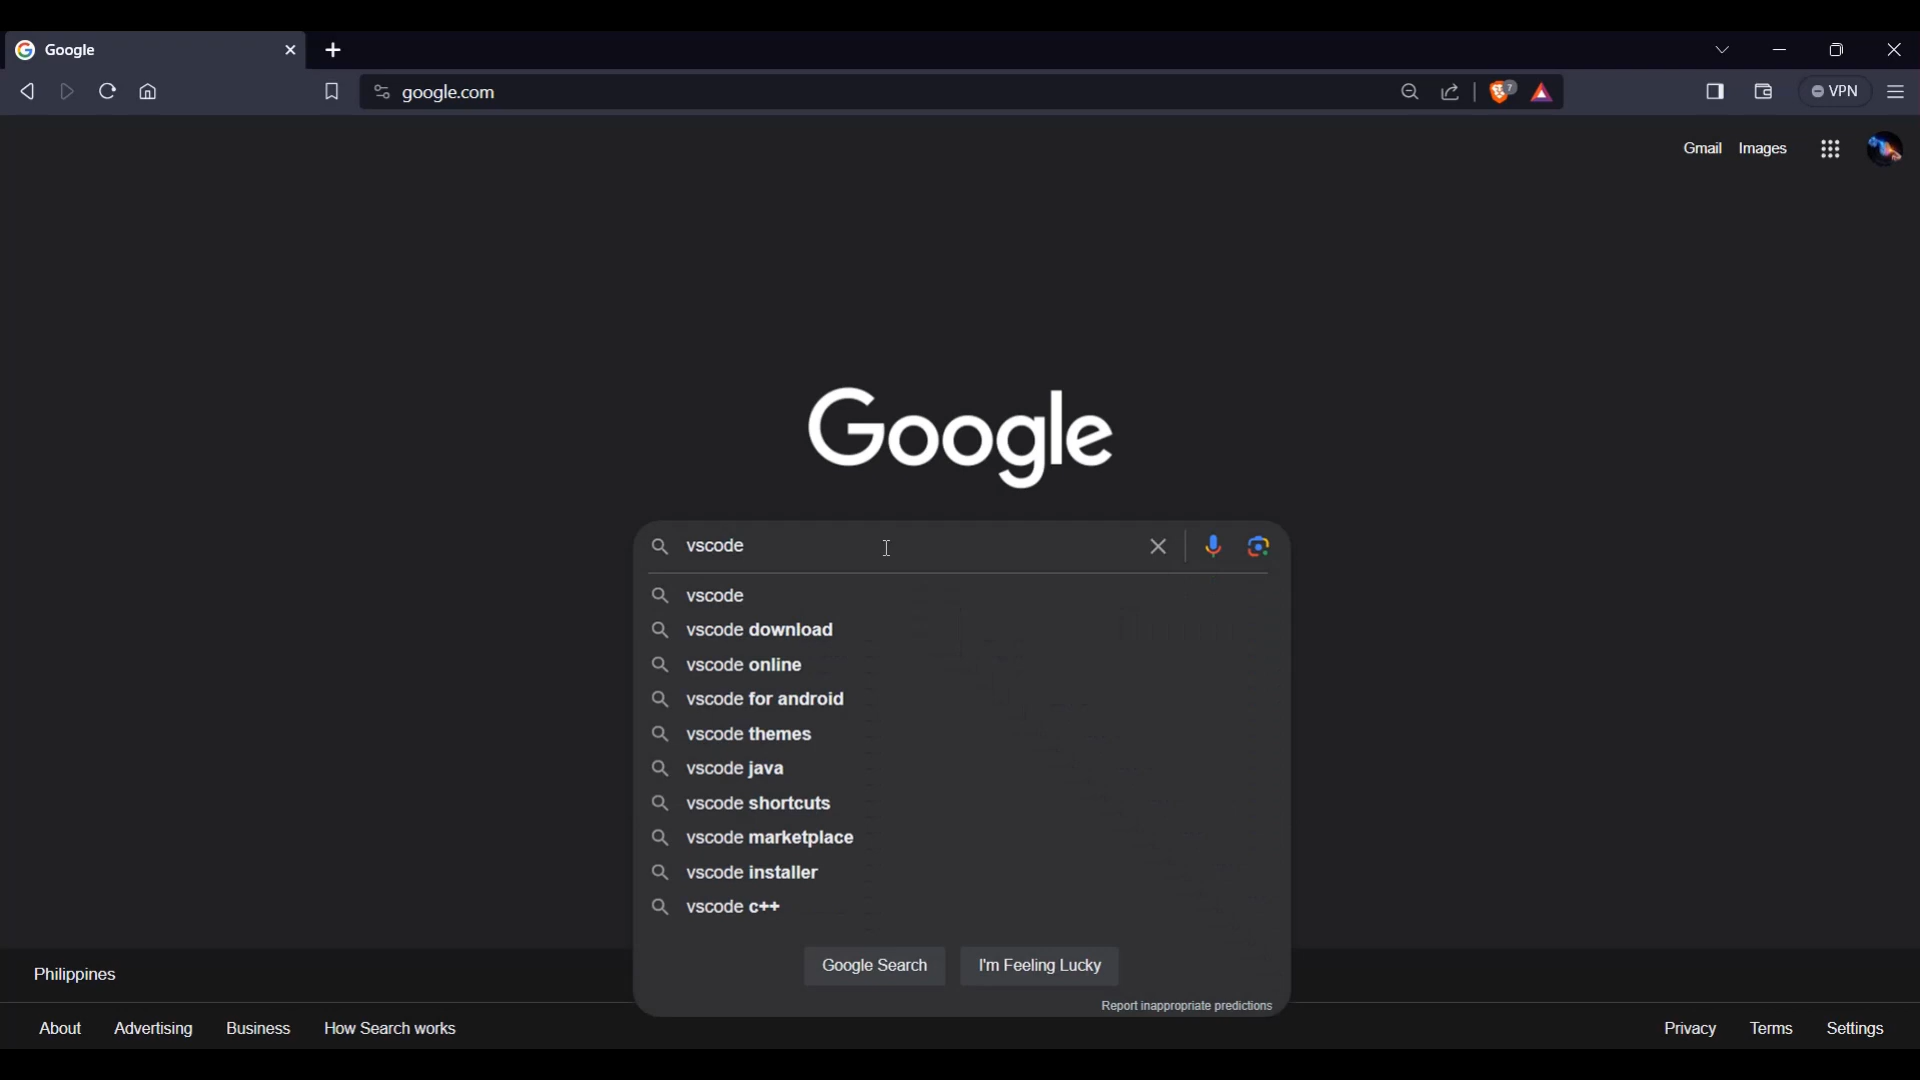 Google
google.com
7
VPN
Gmail Images
Google
vscode
vscode
vscode download
vscode online
vscode for android
vscode themes
vscode java
vscode shortcuts
vscode marketplace
vscode installer
vscode c++
Google Search I'm Feeling Lucky
Report inappropriate predictions
Philippines
About Advertising Business How Search works Privacy Terms Settings